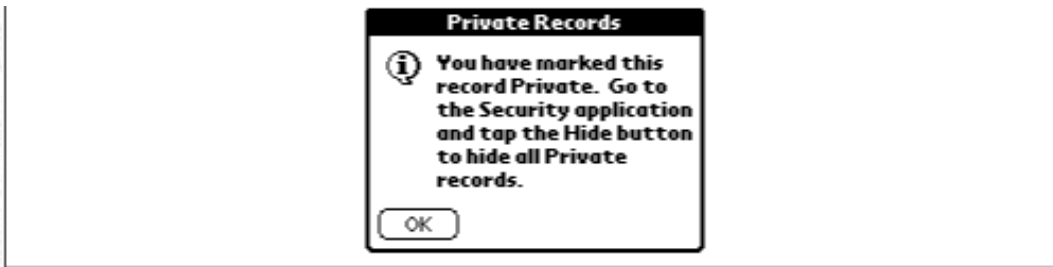 Private Records
You have marked this
record Private. Go to
the Security application
and tap the Hide button
to hide all Private
records.
OK